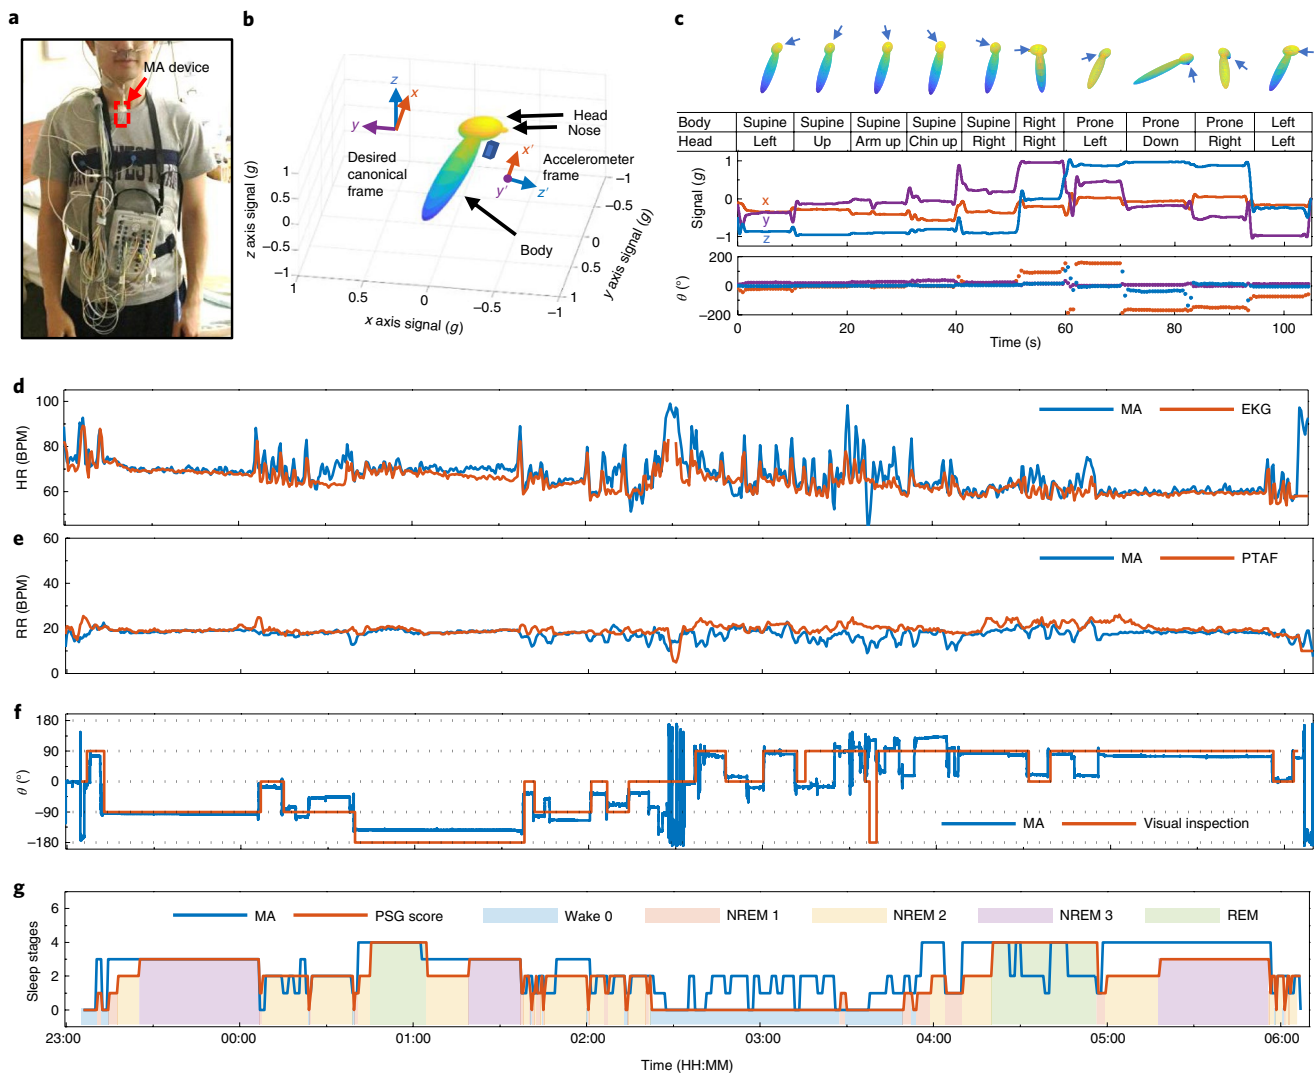 a
MA device
b
z
x
y
Desired
canonical
frame
Head
Nose
x′
Accelerometer
frame
y′
z′
Body
z axis signal (g)
1
0.5
0
−0.5
−1
x axis signal (g)
1
0.5
0
−0.5
−1
y axis signal (g)
−1
−0.5
0
0.5
1
c
Body Supine Supine Supine Supine Supine Right Prone Prone Prone Left
Head Left Up Arm up Chin up Right Right Left Down Right Left
Signal (g)
1
0
−1
x
y
z
θ (°)
200
0
−200
0 20 40 60 80 100
Time (s)
d
HR (BPM)
100
80
60
MA EKG
e
RR (BPM)
60
40
20
0
MA PTAF
f
θ (°)
180
90
0
−90
−180
MA Visual inspection
g
Sleep stages
6
4
2
0
MA PSG score Wake 0 NREM 1 NREM 2 NREM 3 REM
23:00 00:00 01:00 02:00 03:00 04:00 05:00 06:00
Time (HH:MM)